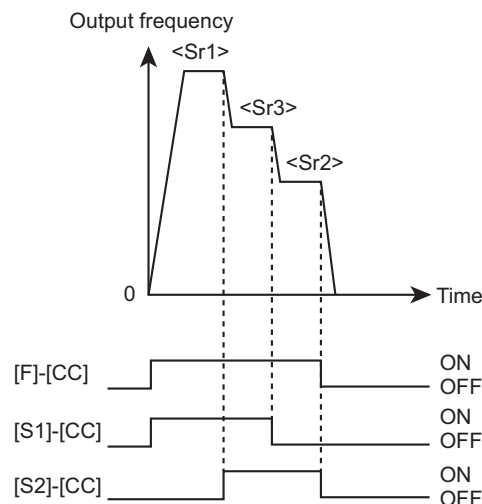 Output frequency
<Sr1>
<Sr3>
<Sr2>
0
Time
[F]-[CC]
ON
OFF
[S1]-[CC]
ON
OFF
[S2]-[CC]
ON
OFF